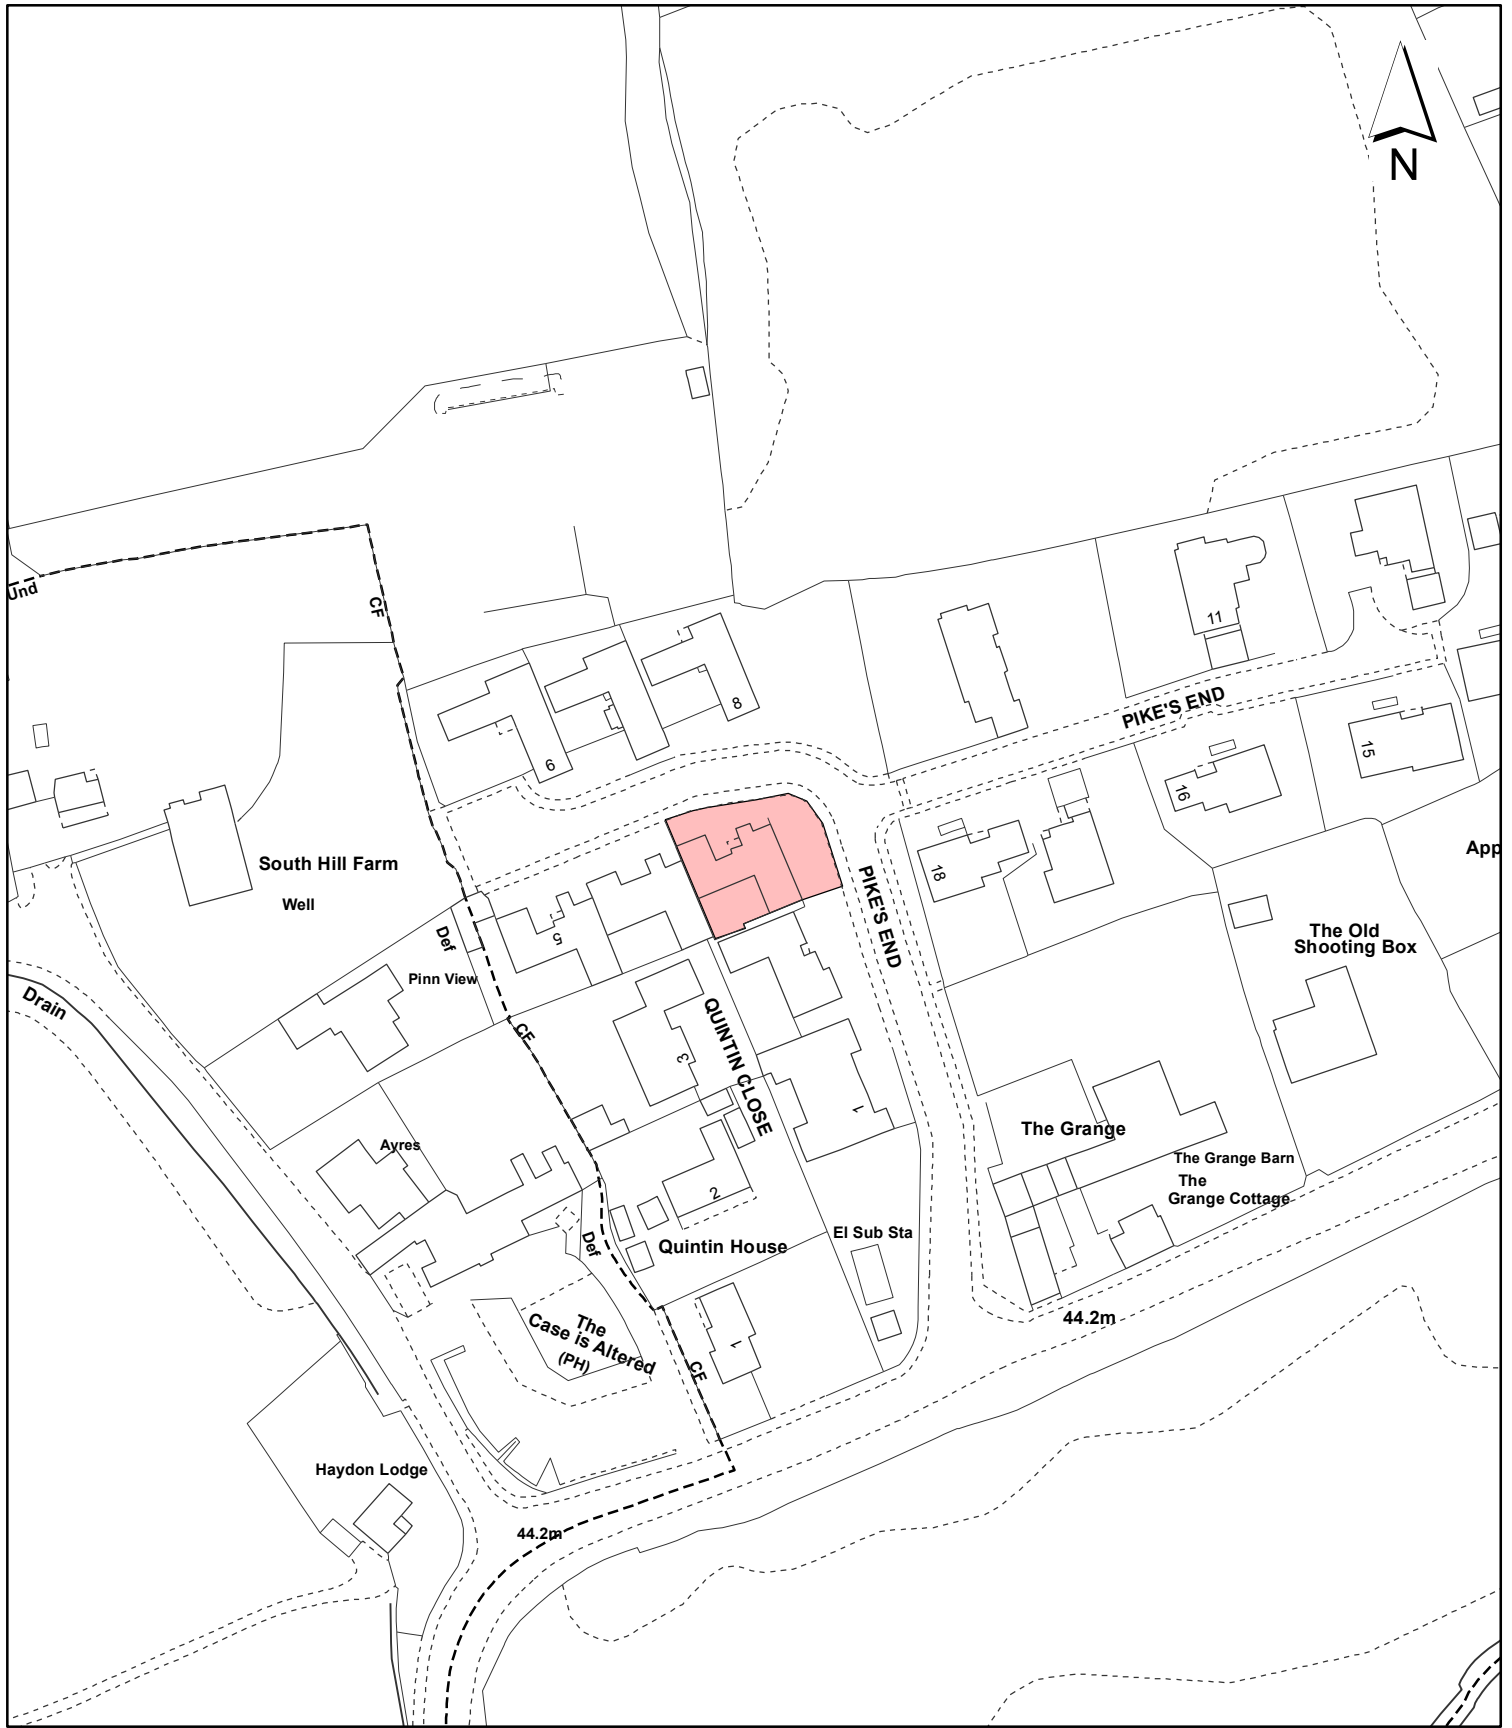 N
Und
CF
11
PIKE'S END
8
6
15
16
South Hill Farm
App
Well
18
PIKE'S END
5
Def
The Old
Shooting Box
Pinn View
Drain
CF
QUINTIN CLOSE
3
1
The Grange
Ayres
The Grange Barn
The
Grange Cottage
2
El Sub Sta
Def
Quintin House
44.2m
The
Case is Altered
(PH)
1
CF
Haydon Lodge
44.2m